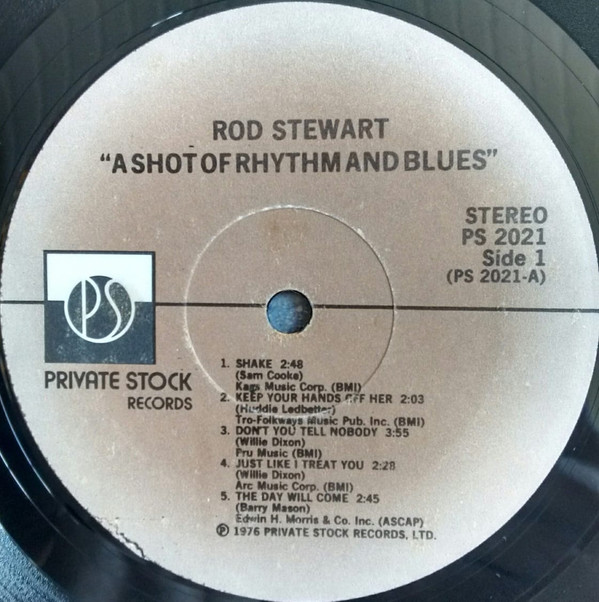 ROD STEWART
“A SHOT OF RHYTHM AND BLUES”
STEREO
PS 2021
Side 1
(PS 2021-A)
PS
PRIVATE STOCK
RECORDS
1. SHAKE 2:48
(Sam Cooke)
Kags Music Corp. (BMI)
2. KEEP YOUR HANDS OFF HER 2:03
(Huddie Ledbetter)
Tro-Folkways Music Pub. Inc. (BMI)
3. DON'T YOU TELL NOBODY 3:55
(Willie Dixon)
Pru Music (BMI)
4. JUST LIKE I TREAT YOU 2:28
(Willie Dixon)
Arc Music Corp. (BMI)
5. THE DAY WILL COME 2:45
(Barry Mason)
Edwin H. Morris & Co. Inc. (ASCAP)
℗ 1976 PRIVATE STOCK RECORDS, LTD.